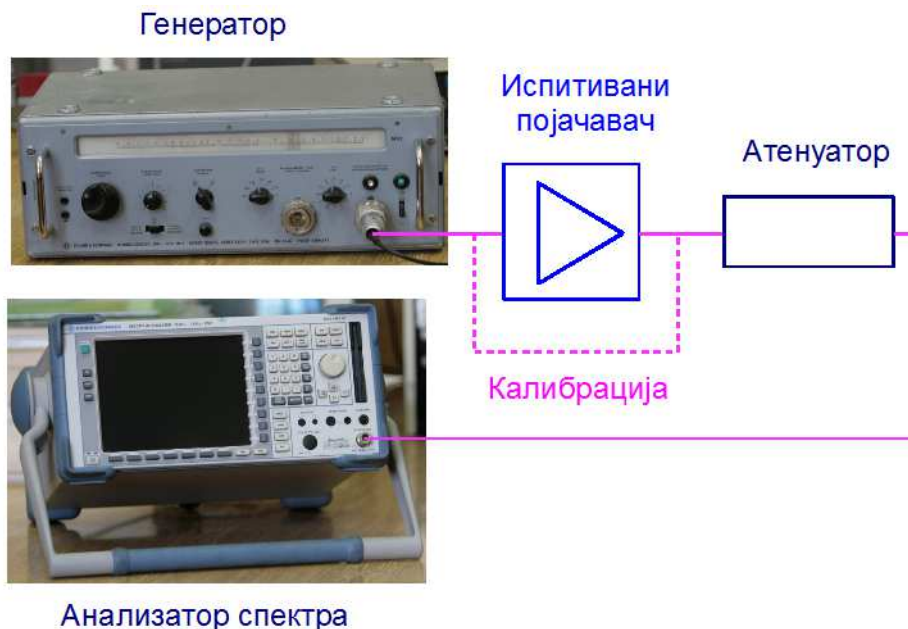 Генератор
Испитивани
појачавач
Атенуатор
Калибрација
Анализатор спектра